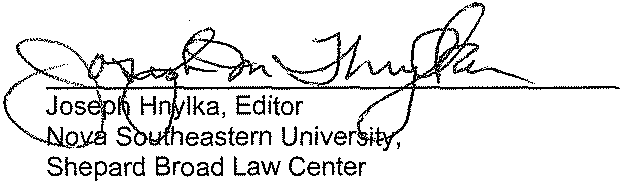 Joseph Hnylka, Editor
Nova Southeastern University,
Shepard Broad Law Center